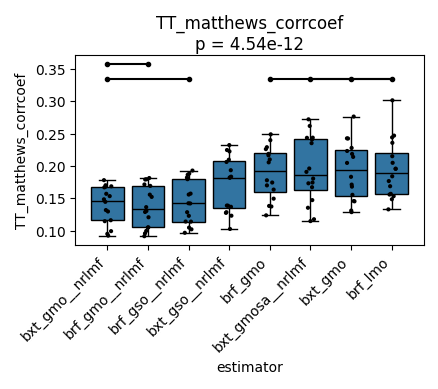 TT_matthews_corrcoef
p = 4.54e-12
TT_matthews_corrcoef
0.35
0.30
0.25
0.20
0.15
0.10
bxt_gmo__nrlmf
brf_gmo__nrlmf
brf_gso__nrlmf
bxt_gso__nrlmf
brf_gmo
bxt_gmosa__nrlmf
bxt_gmo
brf_lmo
estimator